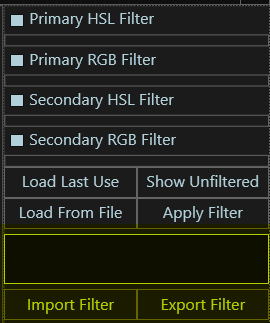 Primary HSL Filter
Primary RGB Filter
Secondary HSL Filter
Secondary RGB Filter
Load Last Use Show Unfiltered
Load From File Apply Filter
Import Filter Export Filter